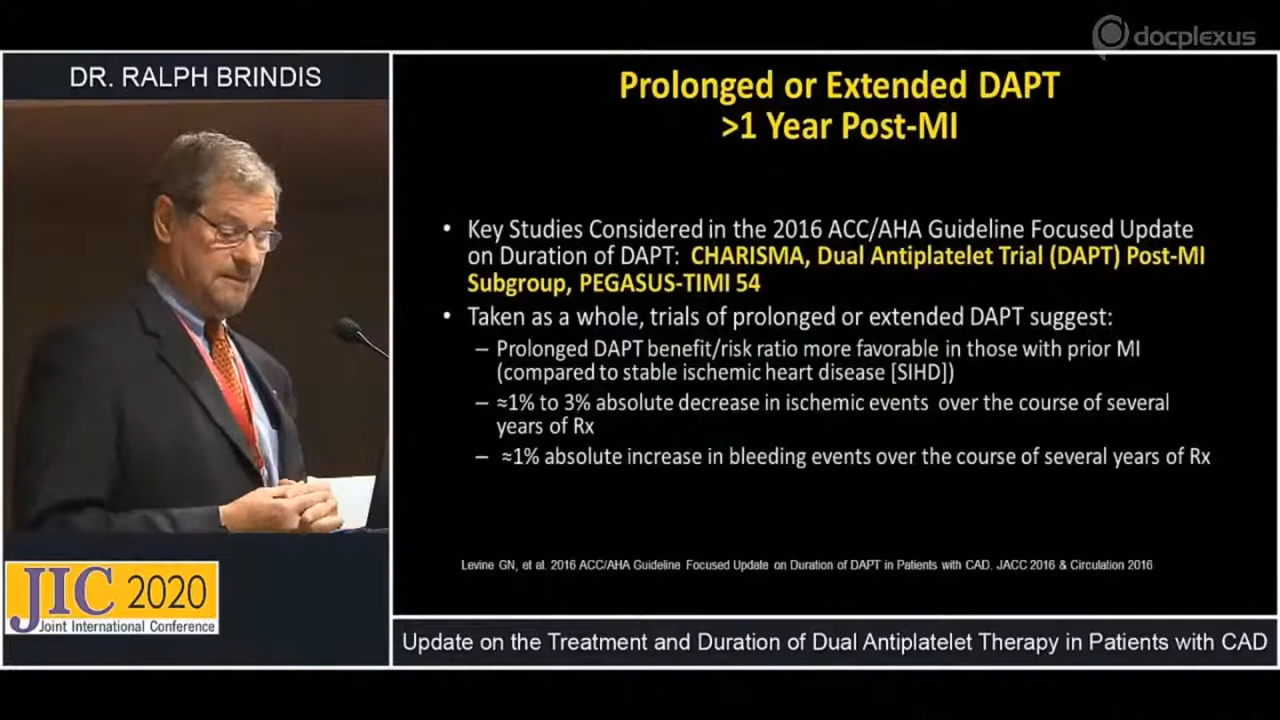 docplexus
DR. RALPH BRINDIS
Prolonged or Extended DAPT
>1 Year Post-MI
• Key Studies Considered in the 2016 ACC/AHA Guideline Focused Update
on Duration of DAPT: CHARISMA, Dual Antiplatelet Trial (DAPT) Post-MI
Subgroup, PEGASUS-TIMI 54
• Taken as a whole, trials of prolonged or extended DAPT suggest:
– Prolonged DAPT benefit/risk ratio more favorable in those with prior MI
(compared to stable ischemic heart disease [SIHD])
– ≈1% to 3% absolute decrease in ischemic events over the course of several
years of Rx
– ≈1% absolute increase in bleeding events over the course of several years of Rx
Levine GN, et al. 2016 ACC/AHA Guideline Focused Update on Duration of DAPT in Patients with CAD. JACC 2016 & Circulation 2016
JIC 2020
Joint International Conference
Update on the Treatment and Duration of Dual Antiplatelet Therapy in Patients with CAD